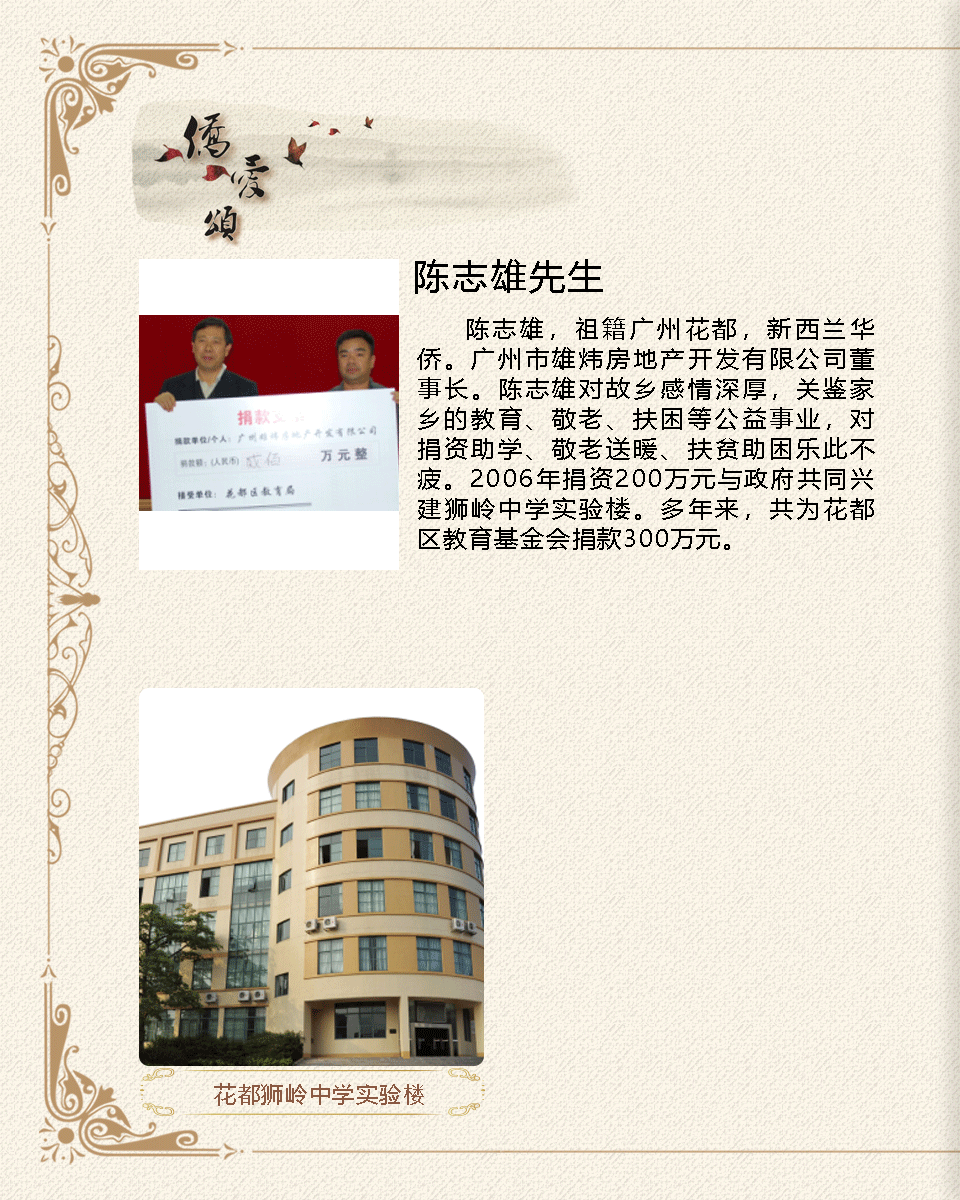 僑
愛
頌
陈志雄先生
陈志雄，祖籍广州花都，新西兰华
侨。广州市雄炜房地产开发有限公司董
事长。陈志雄对故乡感情深厚，关鉴家
乡的教育、敬老、扶困等公益事业，对
捐资助学、敬老送暖、扶贫助困乐此不
疲。2006年捐资200万元与政府共同兴
建狮岭中学实验楼。多年来，共为花都
区教育基金会捐款300万元。
捐款
捐款单位/个人：广州雄炜房地产开发有限公司
捐款额：(人民币) 贰佰 万元整
接受单位：花都区教育局
花都狮岭中学实验楼